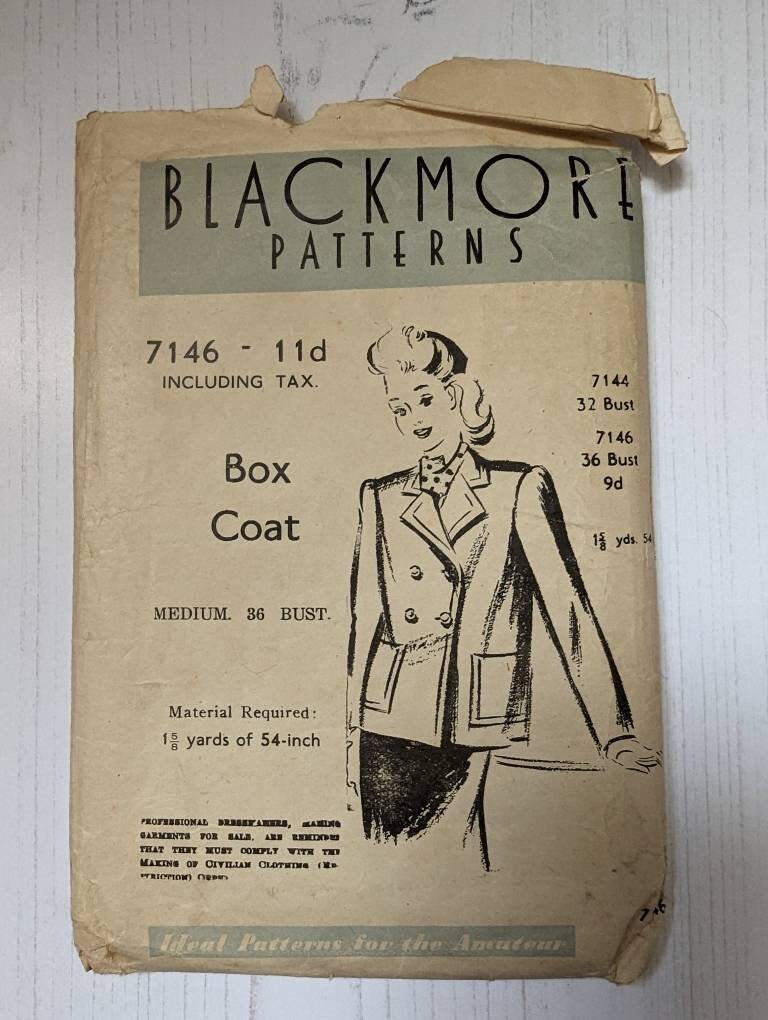 BLACKMORE
PATTERNS
7146 - 11d
INCLUDING TAX.
Box
Coat
MEDIUM. 36 BUST.
Material Required:
1⅝ yards of 54-inch
PROFESSIONAL DRESSMAKERS, MAKING
GARMENTS FOR SALE, ARE REMINDED
THAT THEY MUST COMPLY WITH THE
MAKING OF CIVILIAN CLOTHING (RE-
STRICTION) ORDERS
7144
32 Bust
7146
36 Bust
9d
1⅝ yds. 54
Ideal Patterns for the Amateur